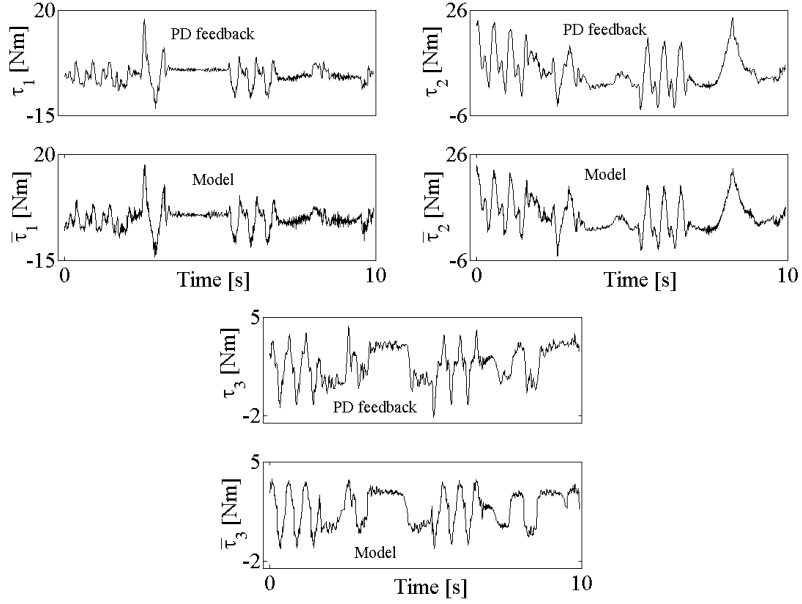 20
τ1 [Nm]
PD feedback
-15
20
τ̅1 [Nm]
Model
-15
0
Time [s]
10
26
τ2 [Nm]
PD feedback
-6
26
τ̅2 [Nm]
Model
-6
0
Time [s]
10
5
τ3 [Nm]
PD feedback
-2
5
τ̅3 [Nm]
Model
-2
0
Time [s]
10